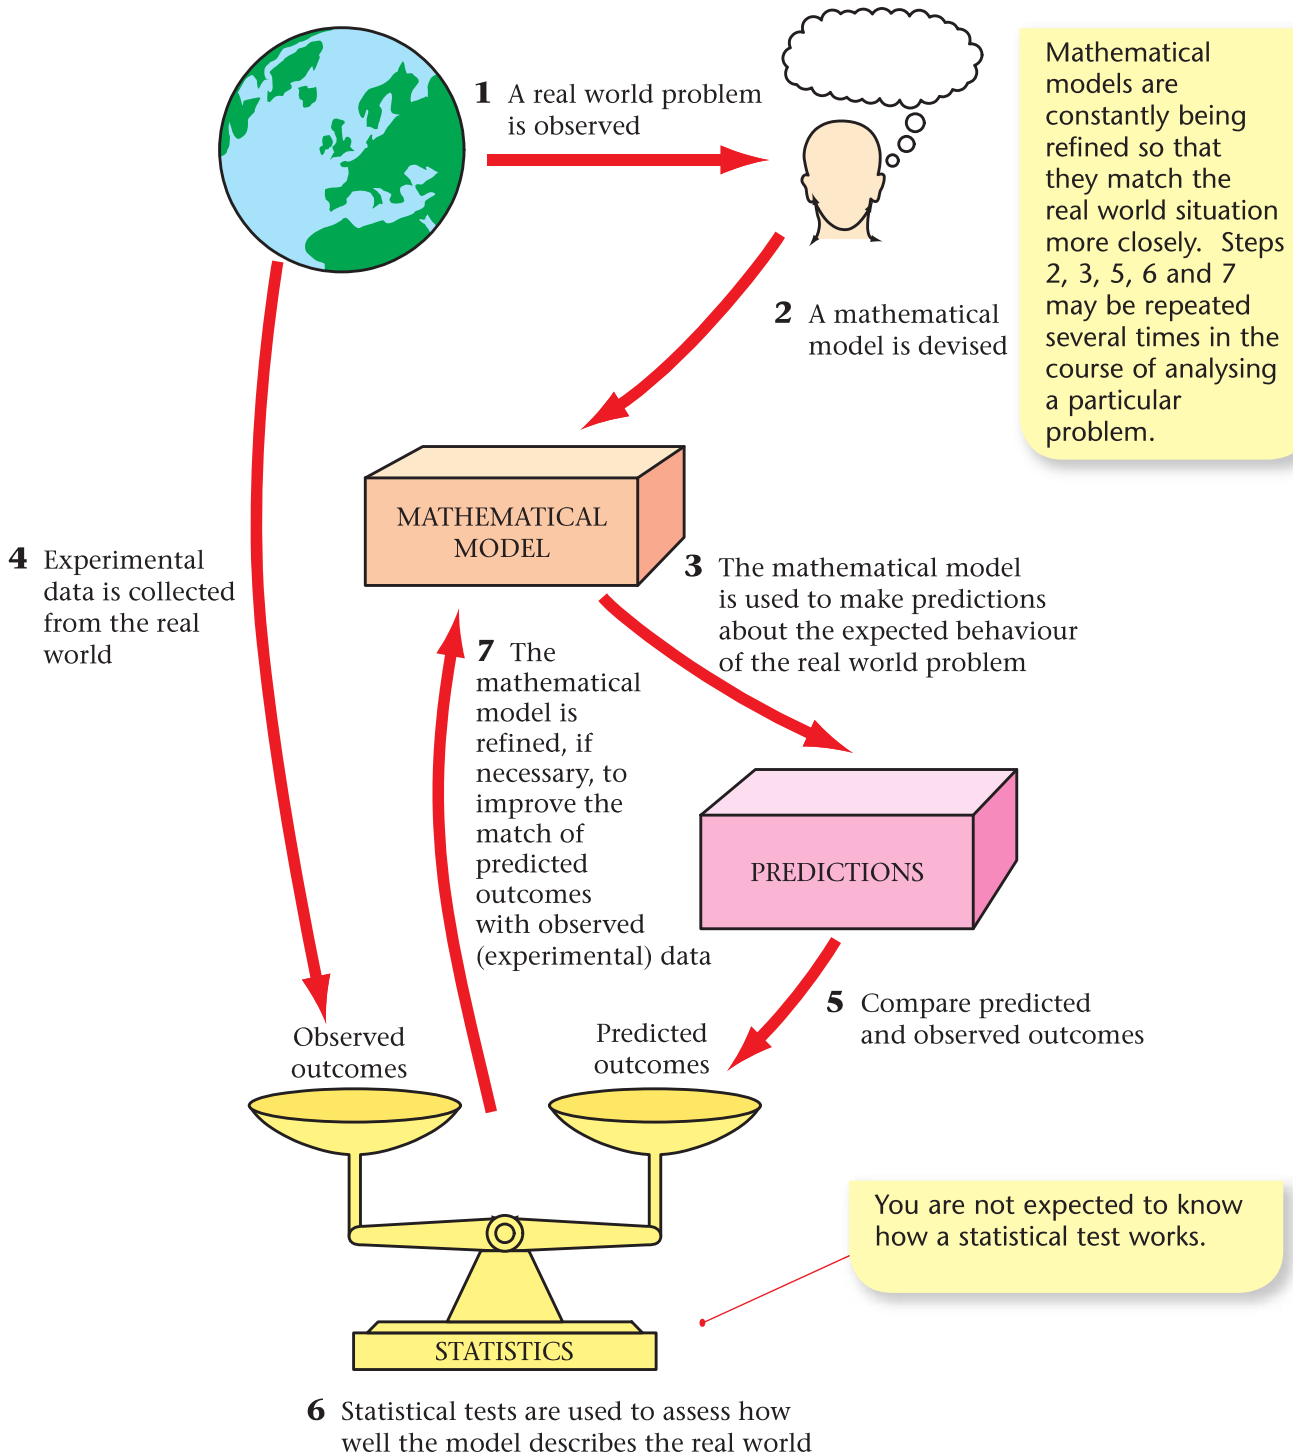 1 A real world problem
is observed
Mathematical
models are
constantly being
refined so that
they match the
real world situation
more closely. Steps
2, 3, 5, 6 and 7
may be repeated
several times in the
course of analysing
a particular
problem.
2 A mathematical
model is devised
MATHEMATICAL
MODEL
3 The mathematical model
is used to make predictions
about the expected behaviour
of the real world problem
4 Experimental
data is collected
from the real
world
7 The
mathematical
model is
refined, if
necessary, to
improve the
match of
predicted
outcomes
with observed
(experimental) data
PREDICTIONS
5 Compare predicted
and observed outcomes
Observed
outcomes
Predicted
outcomes
You are not expected to know
how a statistical test works.
STATISTICS
6 Statistical tests are used to assess how
well the model describes the real world